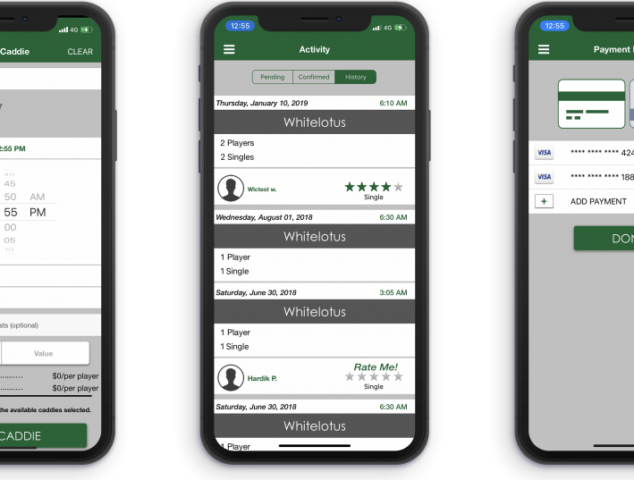 4G
Caddie CLEAR
2:55 PM
45
50 AM
55 PM
00
05
sts (optional)
Value
............ $0/per player
............ $0/per player
he available caddies selected.
CADDIE
12:55 4G
Activity
Pending Confirmed History
Thursday, January 10, 2019 6:10 AM
Whitelotus
2 Players
2 Singles
Wictest w.
Single
Wednesday, August 01, 2018 6:30 AM
Whitelotus
1 Player
1 Single
Saturday, June 30, 2018 3:05 AM
Whitelotus
1 Player
1 Single
Rate Me!
Hardik P.
Single
Saturday, June 30, 2018 6:30 AM
Whitelotus
1 Player
12:55
Payment
VISA **** **** **** 424
VISA **** **** **** 188
+ ADD PAYMENT
DON